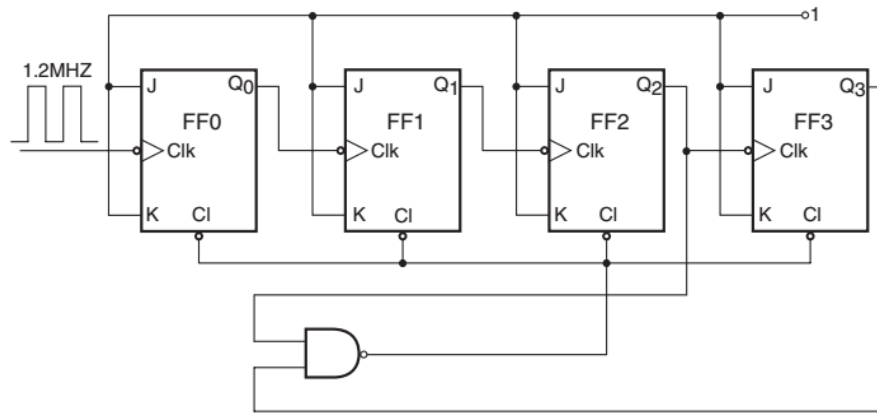 1
1.2MHZ
J Q0 J Q1 J Q2 J Q3
FF0 FF1 FF2 FF3
Clk Clk Clk Clk
K Cl K Cl K Cl K Cl